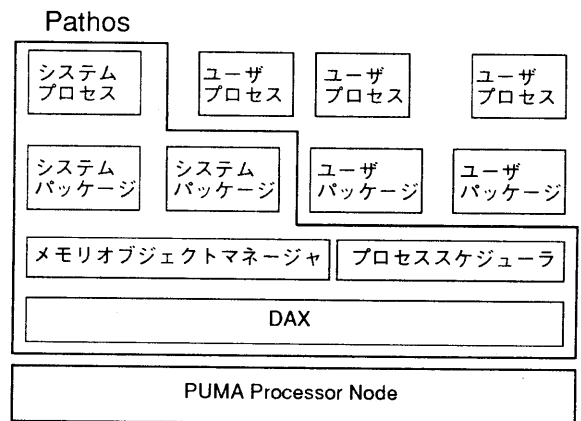 Pathos
システム
プロセス
ユーザ
プロセス
ユーザ
プロセス
ユーザ
プロセス
システム
パッケージ
システム
パッケージ
ユーザ
パッケージ
ユーザ
パッケージ
メモリオブジェクトマネージャ
プロセススケジューラ
DAX
PUMA Processor Node